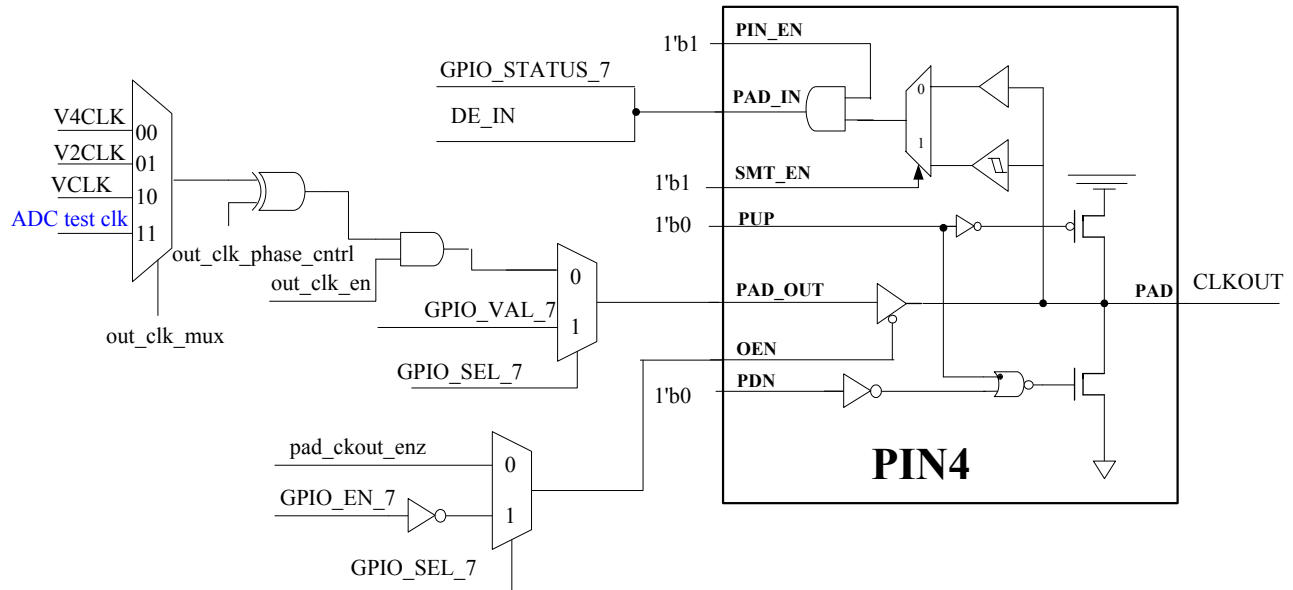 PIN_EN
1'b1
GPIO_STATUS_7
PAD_IN
0
DE_IN
V4CLK
00
V2CLK
01
1
VCLK
10
1'b1
SMT_EN
ADC test clk
11
1'b0
PUP
out_clk_phase_cntrl
out_clk_en
0
PAD_OUT
PAD
CLKOUT
GPIO_VAL_7
1
out_clk_mux
OEN
GPIO_SEL_7
1'b0
PDN
pad_ckout_enz
0
PIN4
GPIO_EN_7
1
GPIO_SEL_7